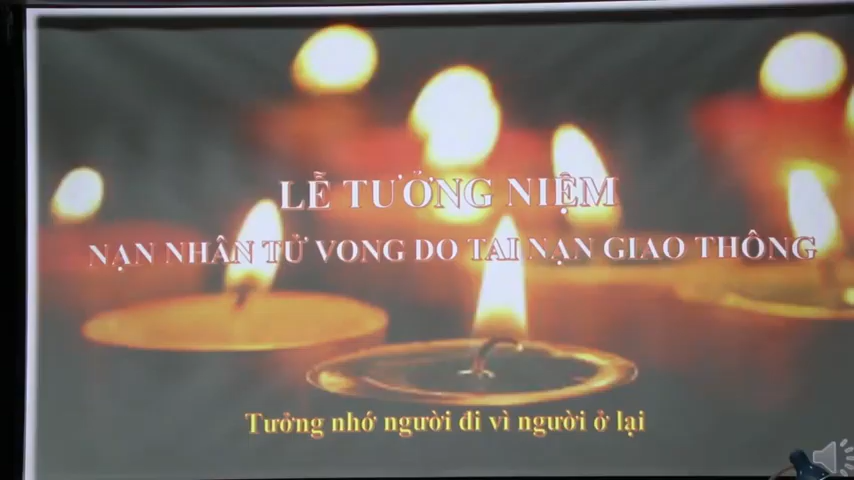 LỄ TƯỞNG NIỆM
NẠN NHÂN TỬ VONG DO TAI NẠN GIAO THÔNG
Tưởng nhớ người đi vì người ở lại